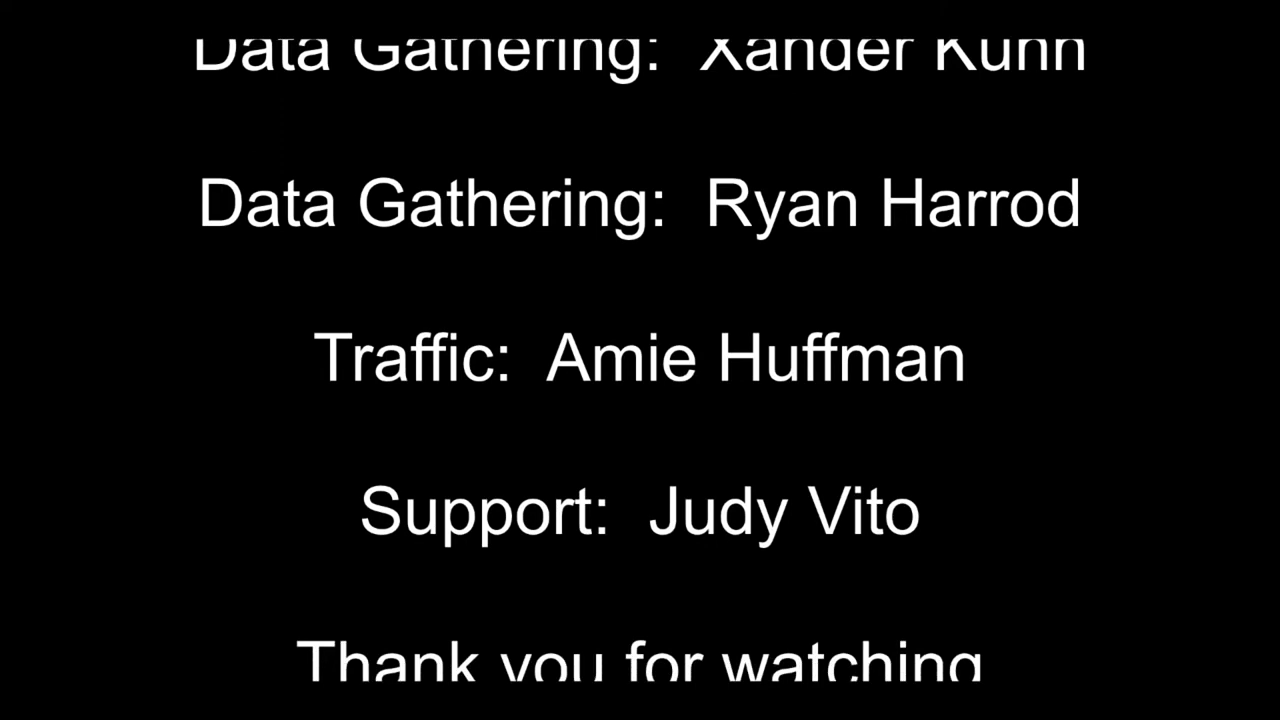 Data Gathering: Xander Kuhn
Data Gathering: Ryan Harrod
Traffic: Amie Huffman
Support: Judy Vito
Thank you for watching